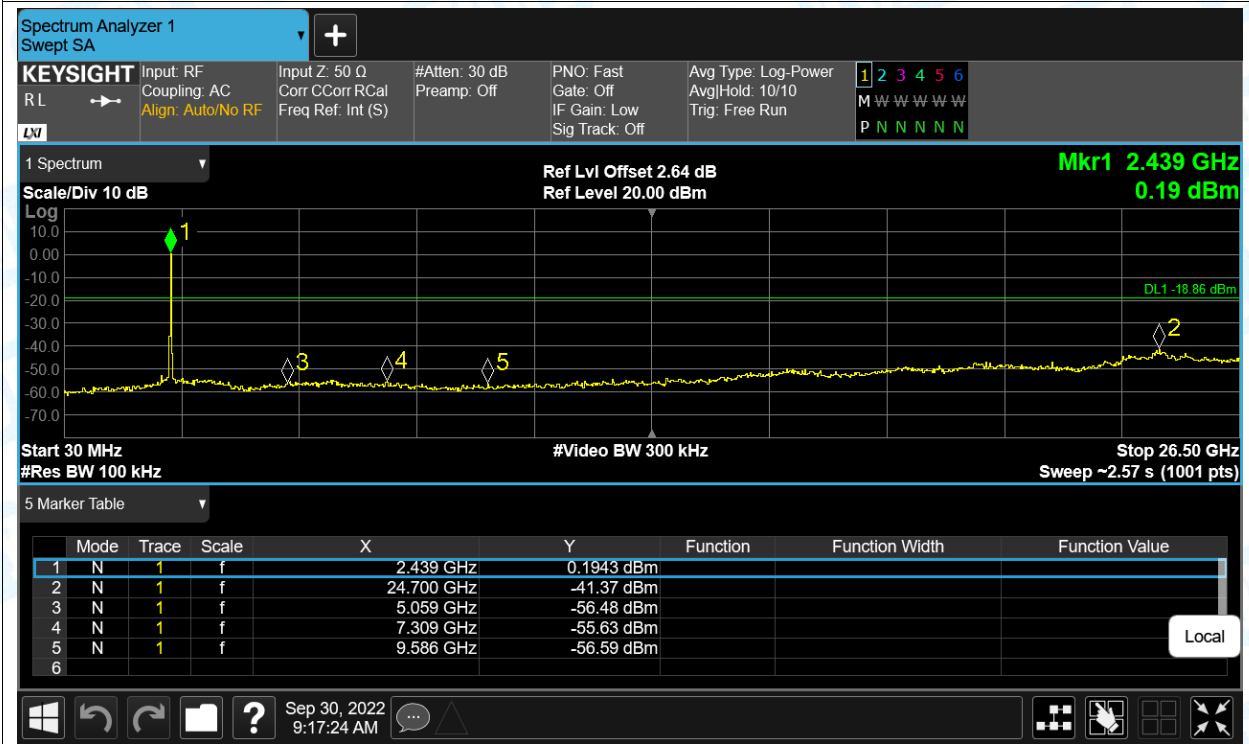 Spectrum Analyzer 1
Swept SA
KEYSIGHT
R L
LXI
Input: RF
Coupling: AC
Align: Auto/No RF
Input Z: 50 Ω
Corr CCorr RCal
Freq Ref: Int (S)
#Atten: 30 dB
Preamp: Off
PNO: Fast
Gate: Off
IF Gain: Low
Sig Track: Off
Avg Type: Log-Power
Avg|Hold: 10/10
Trig: Free Run
1 2 3 4 5 6
M W W W W W
P N N N N N
1 Spectrum
Scale/Div 10 dB
Ref Lvl Offset 2.64 dB
Ref Level 20.00 dBm
Mkr1 2.439 GHz
0.19 dBm
Log
10.0
0.00
-10.0
-20.0
-30.0
-40.0
-50.0
-60.0
-70.0
1
DL1 -18.86 dBm
2
3
4
5
Start 30 MHz
#Video BW 300 kHz
Stop 26.50 GHz
#Res BW 100 kHz
Sweep ~2.57 s (1001 pts)
5 Marker Table
Mode Trace Scale X Y Function Function Width Function Value
1 N 1 f 2.439 GHz 0.1943 dBm
2 N 1 f 24.700 GHz -41.37 dBm
3 N 1 f 5.059 GHz -56.48 dBm
4 N 1 f 7.309 GHz -55.63 dBm
5 N 1 f 9.586 GHz -56.59 dBm
6
Local
?
Sep 30, 2022
9:17:24 AM